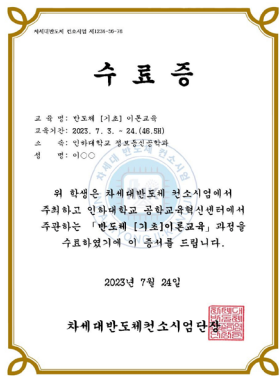 차세대반도체 컨소시엄 제1234-56-78
수 료 증
교 육 명: 반도체 [기초] 이론교육
교육기간: 2023. 7. 3. ~ 24.(46.5H)
소 속: 인하대학교 정보통신공학과
성 명: 이○○
위 학생은 차세대반도체 컨소시엄에서
주최하고 인하대학교 공학교육혁신센터에서
주관하는 「반도체 [기초]이론교육」과정을
수료하였기에 이 증서를 드립니다.
2023년 7월 24일
차세대반도체컨소시엄단장